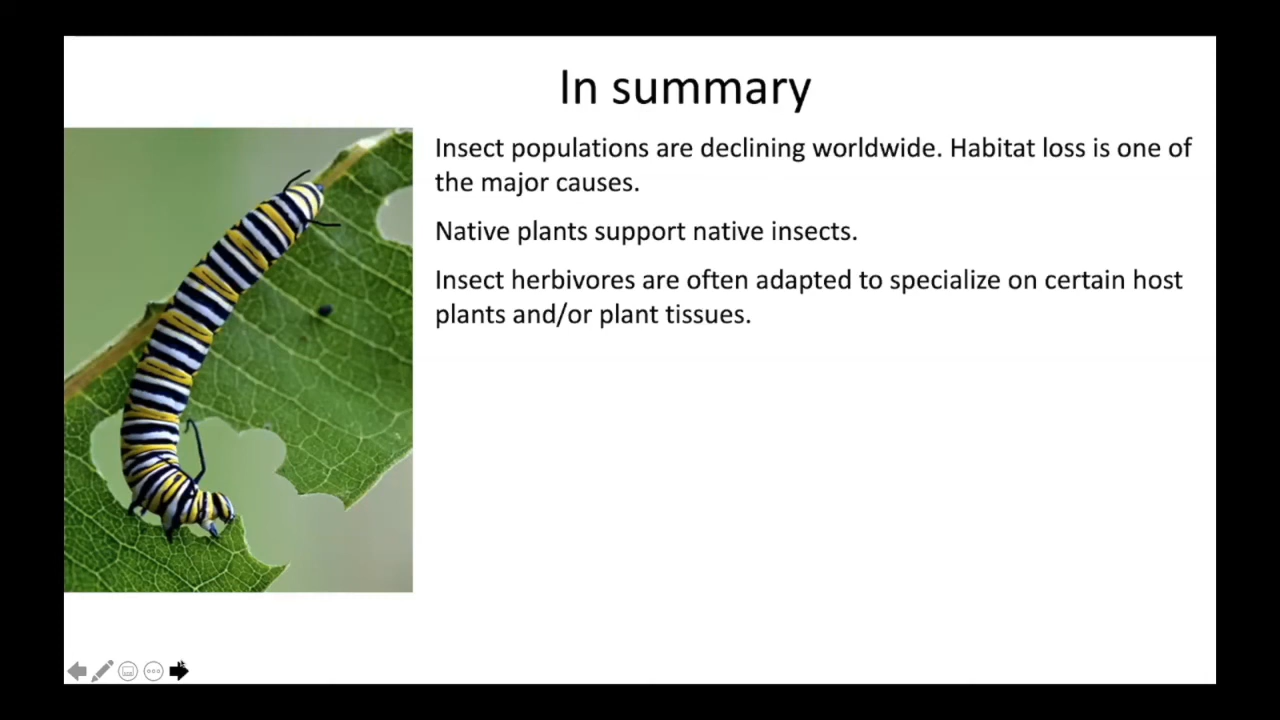 In summary
Insect populations are declining worldwide. Habitat loss is one of
the major causes.
Native plants support native insects.
Insect herbivores are often adapted to specialize on certain host
plants and/or plant tissues.